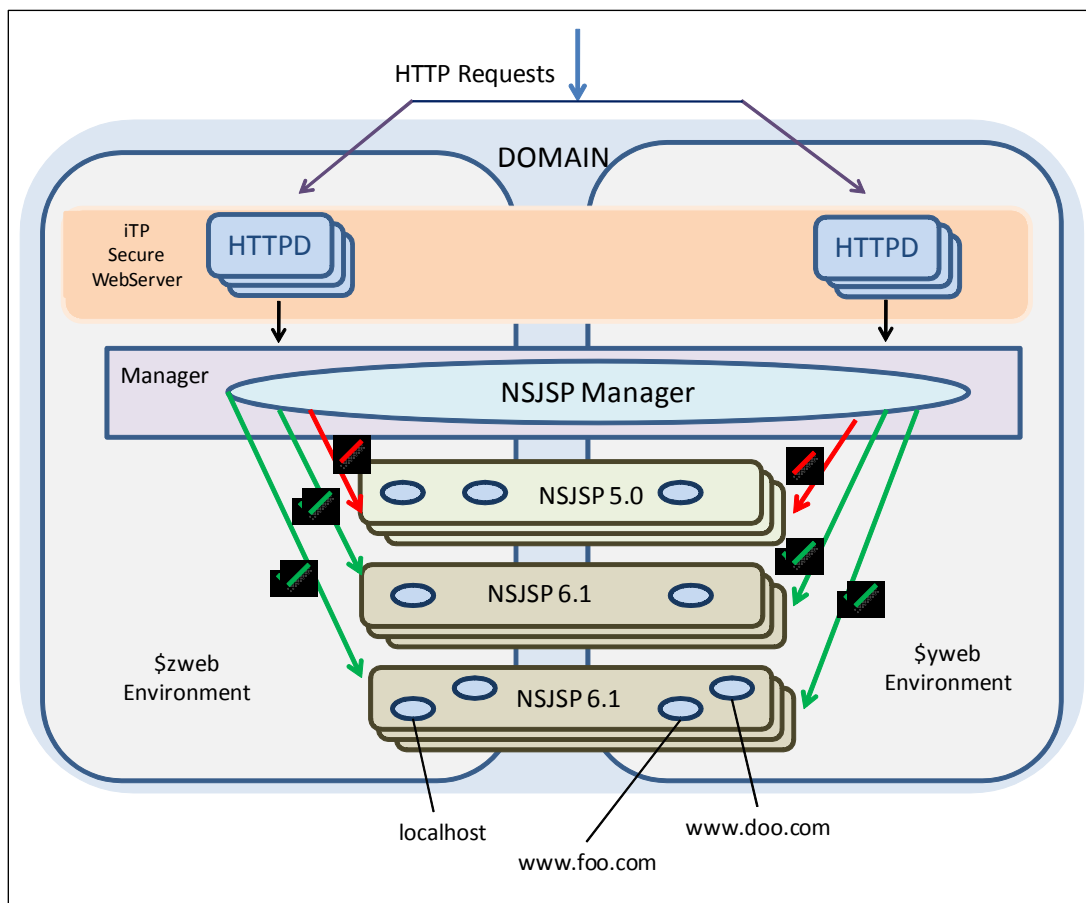 HTTP Requests
DOMAIN
iTP
Secure
WebServer
HTTPD
HTTPD
Manager
NSJSP Manager
NSJSP 5.0
NSJSP 6.1
$zweb
Environment
$yweb
Environment
NSJSP 6.1
localhost
www.doo.com
www.foo.com